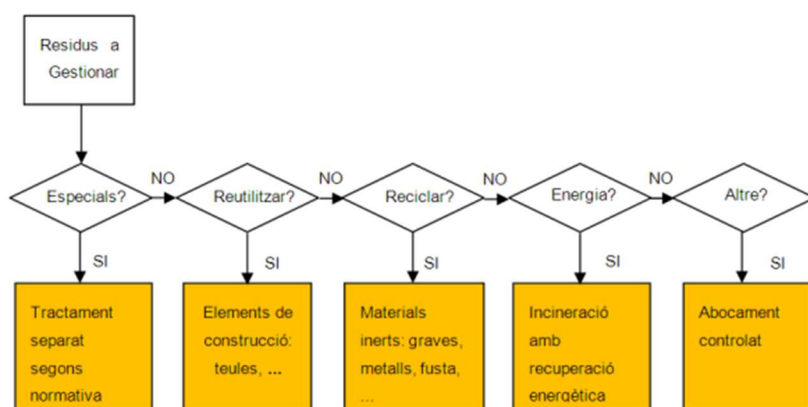 Residus a
Gestionar
Especials?
NO
Reutilitzar?
NO
Reciclar?
NO
Energia?
NO
Altre?
SI
SI
SI
SI
SI
Tractament
separat
segons
normativa
Elements de
construcció:
teules, ...
Materials
inerts: graves,
metalls, fusta,
...
Incineració
amb
recuperació
energètica
Abocament
controlat